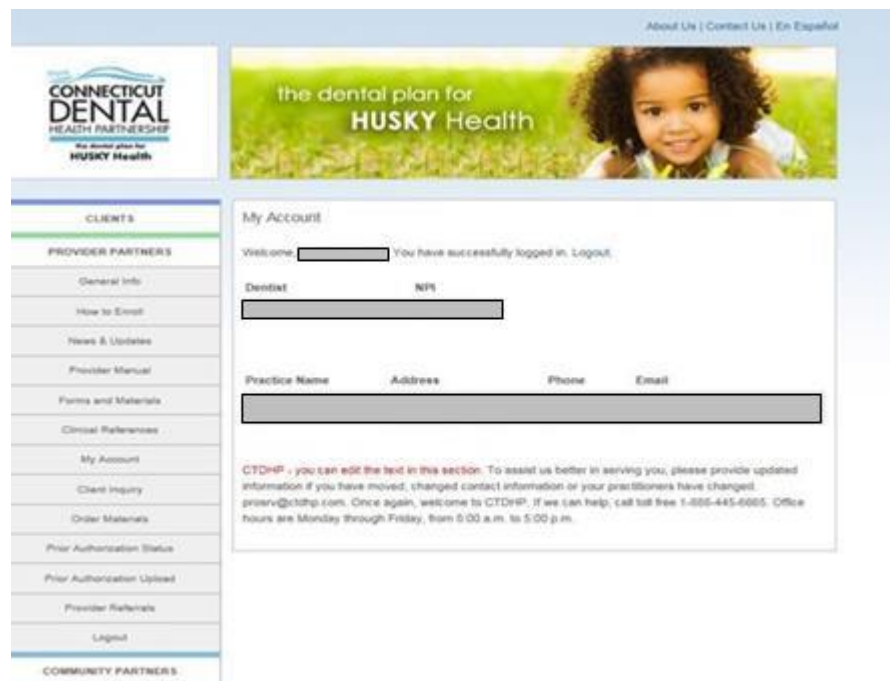 About Us | Contact Us | En Español
CONNECTICUT
DENTAL
HEALTH PARTNERSHIP
the dental plan for
HUSKY Health
the dental plan for
HUSKY Health
CLIENTS
PROVIDER PARTNERS
General Info
How to Enroll
News & Updates
Provider Manual
Forms and Materials
Clinical References
My Account
Client Inquiry
Order Materials
Prior Authorization Status
Prior Authorization Upload
Provider Referrals
Logout
COMMUNITY PARTNERS
My Account
Welcome, You have successfully logged in. Logout.
Dentist NPI
Practice Name Address Phone Email
CTDHP - you can edit the text in this section. To assist us better in serving you, please provide updated
information if you have moved, changed contact information or your practitioners have changed.
provsrv@ctdhp.com. Once again, welcome to CTDHP. If we can help, call toll free
Office
hours are Monday through Friday, from 8:00 a.m. to 5:00 p.m.